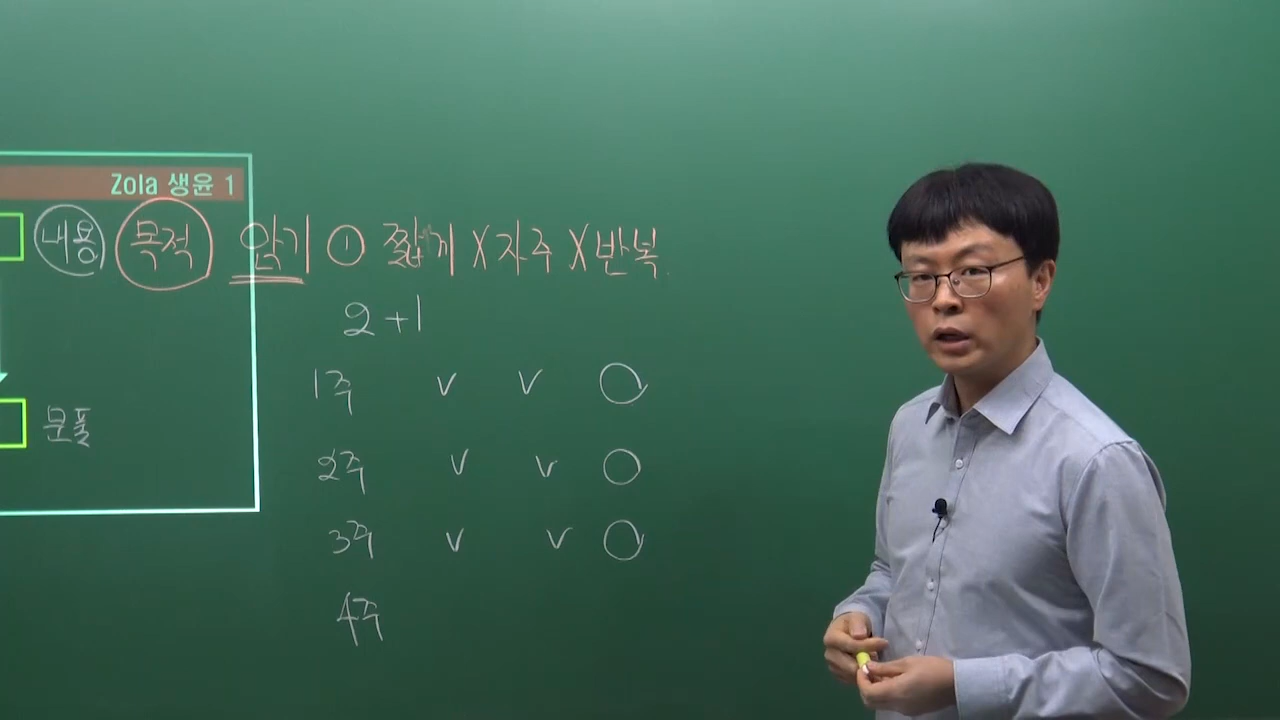 Zola 생윤 1
내용 목적 암기 ① 짧게 X 자주 X 반복.
2+1
1주 V V ○
문풀
2주 V V ○
3주 V V ○
4주